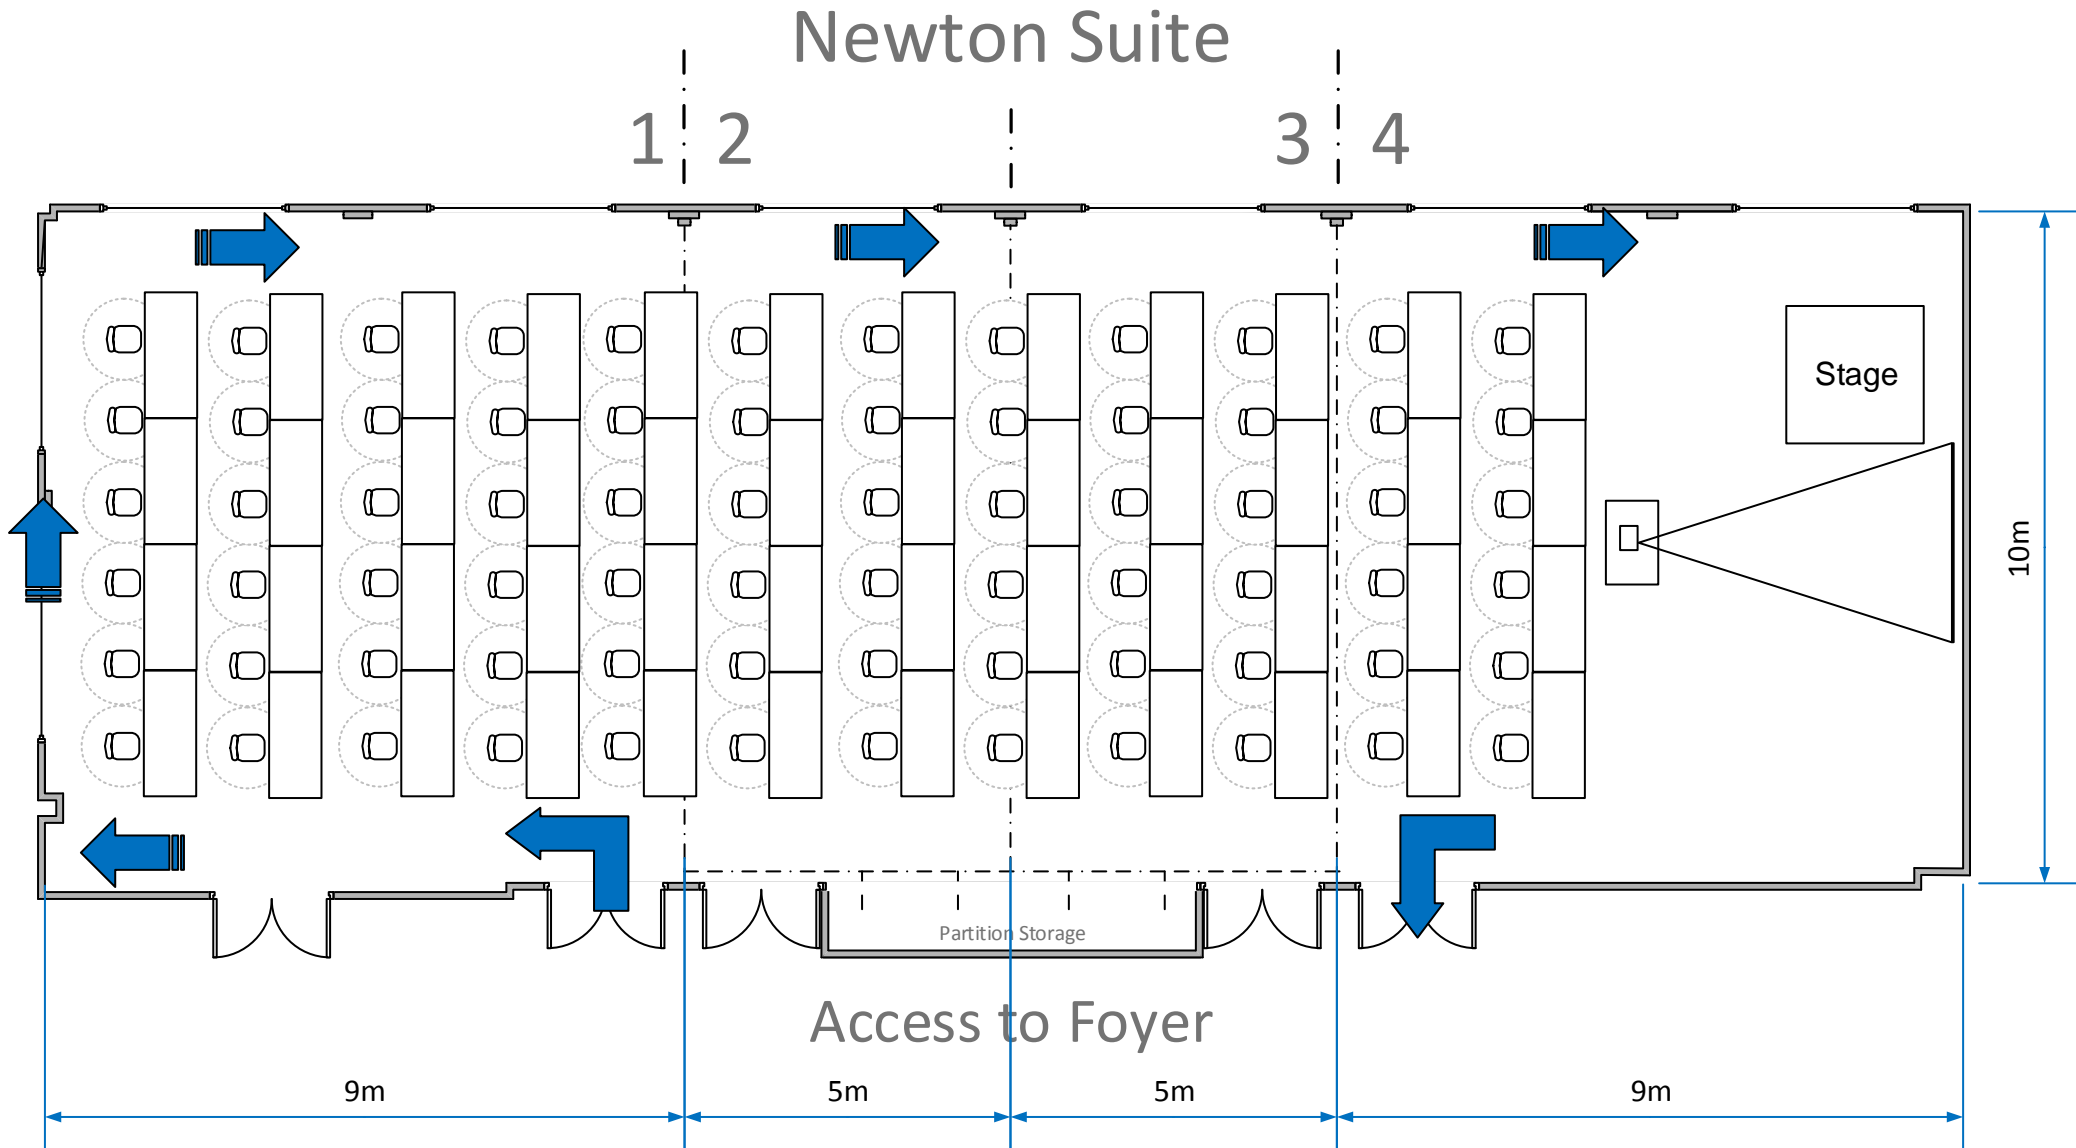 Newton Suite
1 2 3 4
Stage
10m
Partition Storage
Access to Foyer
9m 5m 5m 9m